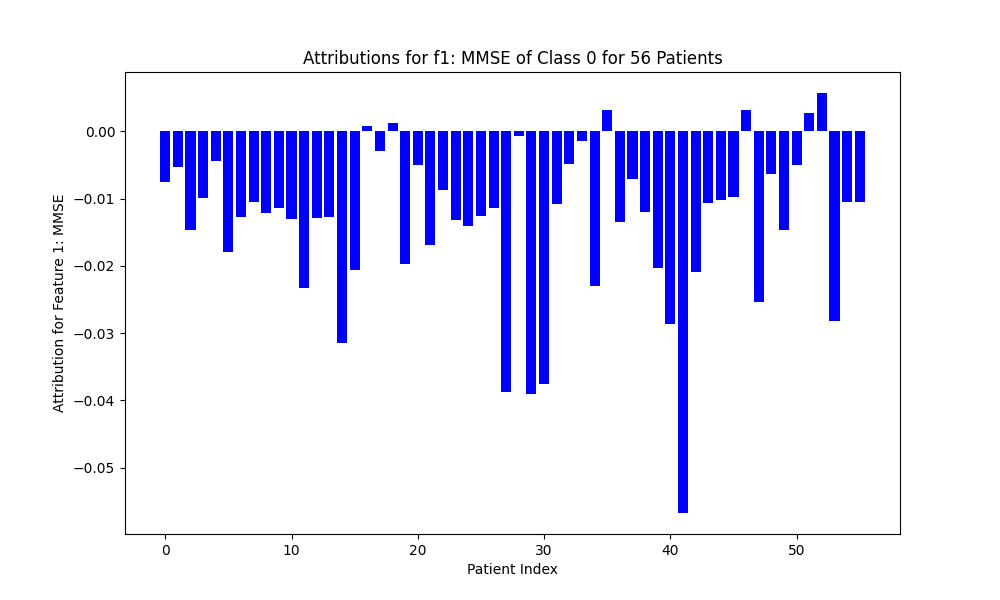 Attributions for f1: MMSE of Class 0 for 56 Patients
Attribution for Feature 1: MMSE
0.00
−0.01
−0.02
−0.03
−0.04
−0.05
0 10 20 30 40 50
Patient Index